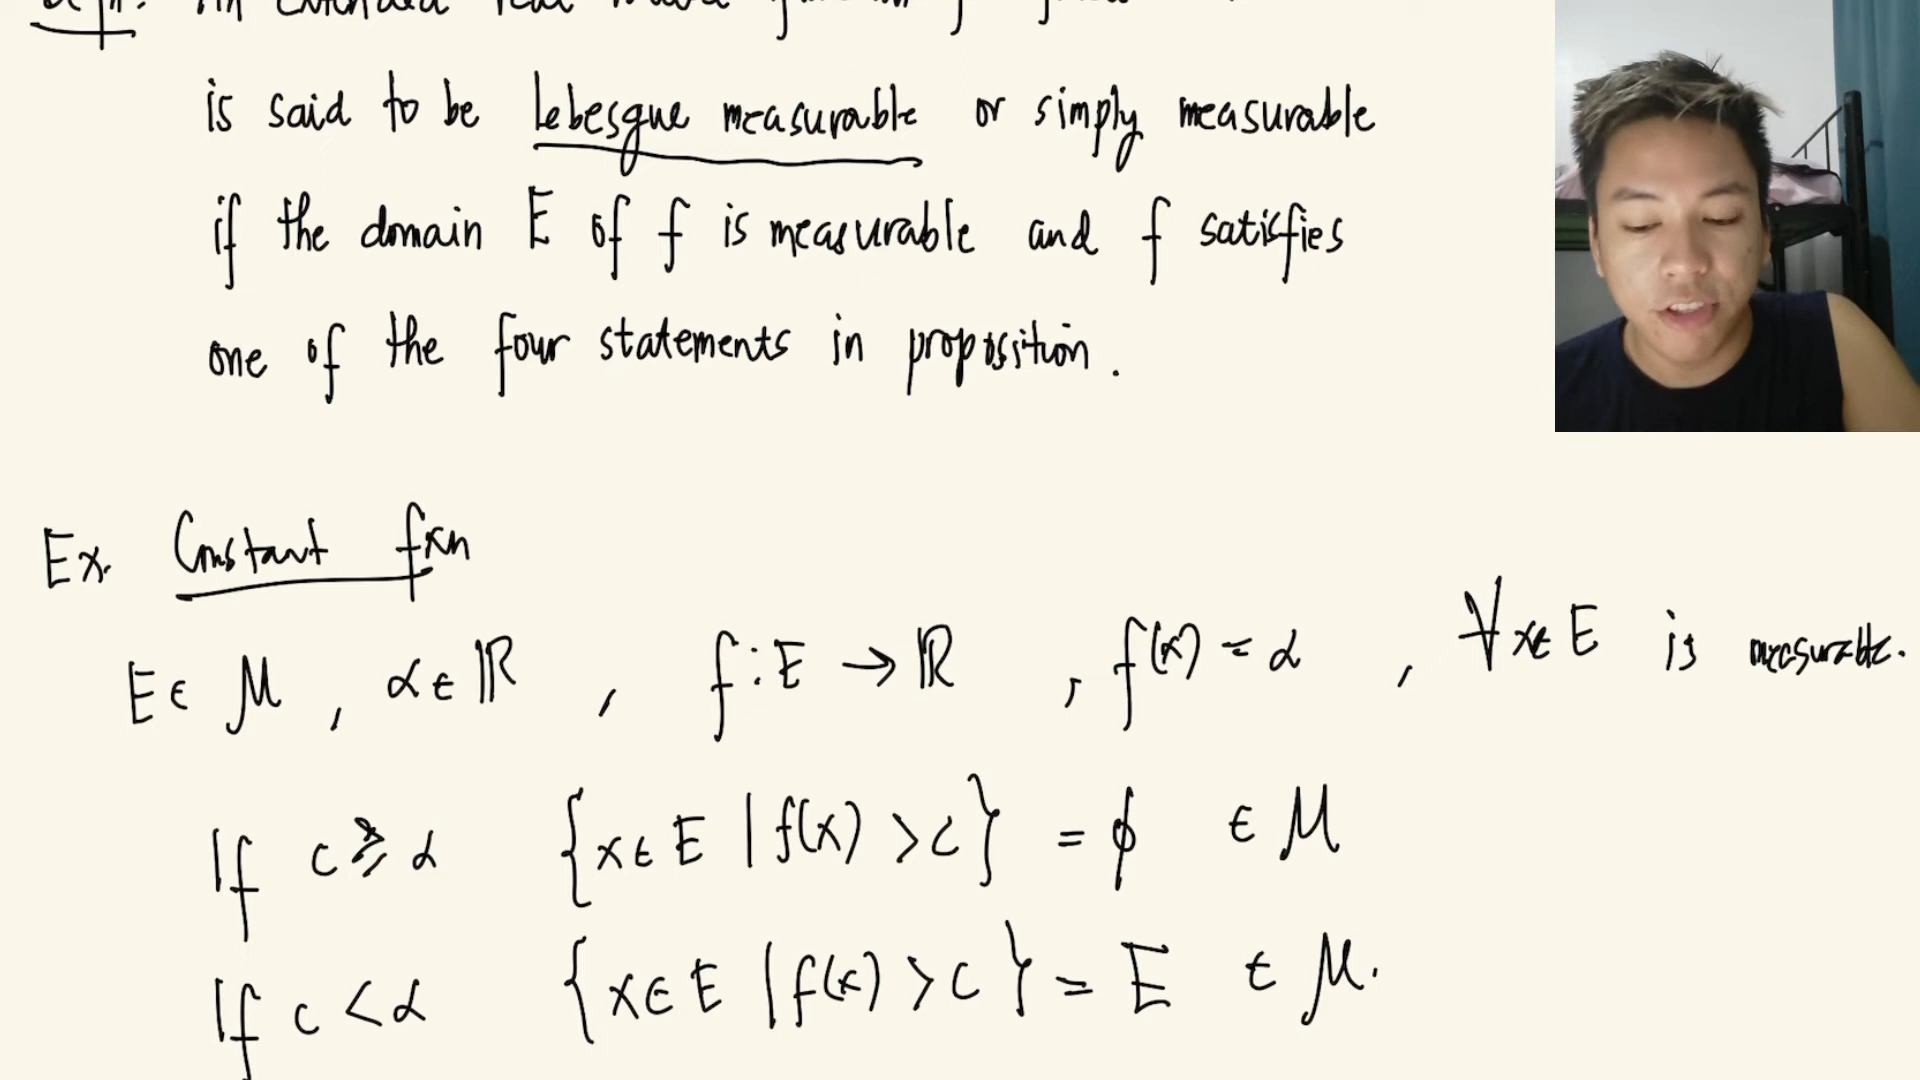 is said to be Lebesgue measurable or simply measurable
if the domain E of f is measurable and f satisfies
one of the four statements in proposition.
Ex. Constant fxn
E ∈ M , α ∈ ℝ , f : E → ℝ , f(x) = α , ∀ x ∈ E is measurable.
If c ≥ α {x ∈ E | f(x) > c} = ϕ ∈ M
If c < α {x ∈ E | f(x) > c} = E ∈ M.